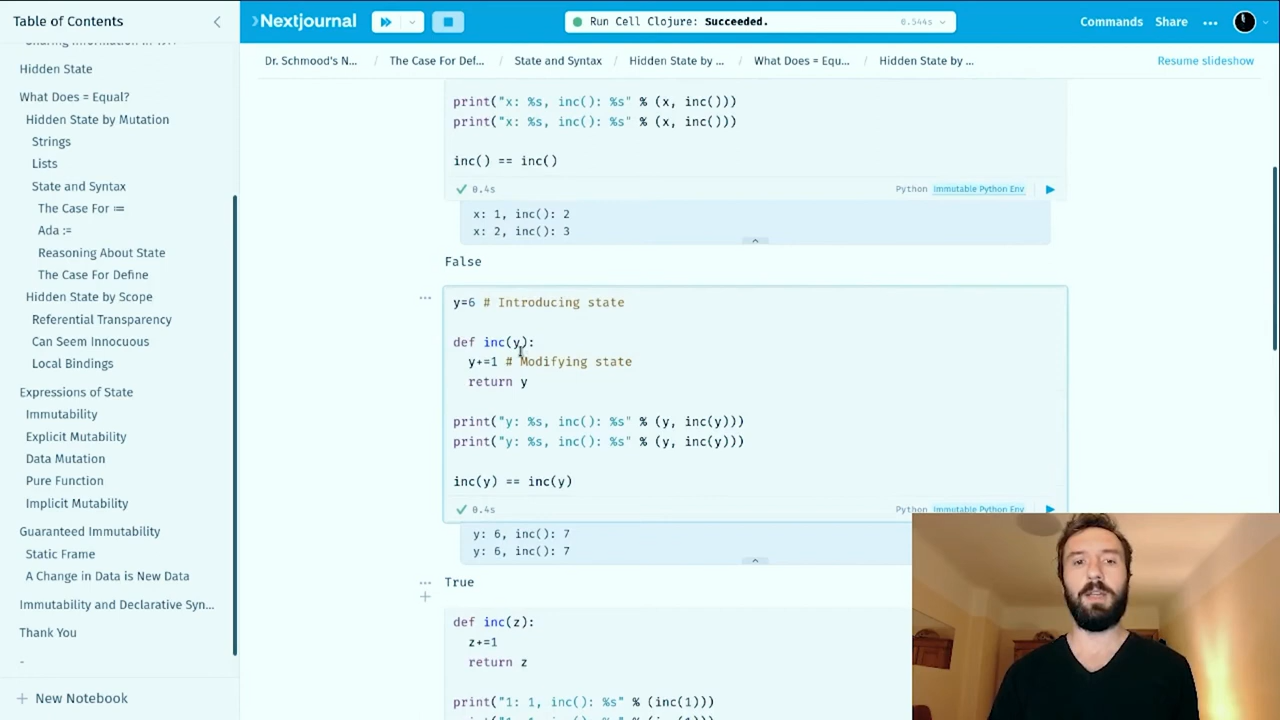 Table of Contents
Nextjournal
Run Cell Clojure: Succeeded.
0.544s
Commands
Share
Dr. Schmood's N... / The Case For Def... / State and Syntax / Hidden State by ... / What Does = Equ... / Hidden State by ...
Resume slideshow
Sharing Information in 1977
Hidden State
What Does = Equal?
Hidden State by Mutation
Strings
Lists
State and Syntax
The Case For ≔
Ada :=
Reasoning About State
The Case For Define
Hidden State by Scope
Referential Transparency
Can Seem Innocuous
Local Bindings
Expressions of State
Immutability
Explicit Mutability
Data Mutation
Pure Function
Implicit Mutability
Guaranteed Immutability
Static Frame
A Change in Data is New Data
Immutability and Declarative Syn...
Thank You
-
+ New Notebook
print("x: %s, inc(): %s" % (x, inc()))
print("x: %s, inc(): %s" % (x, inc()))
inc() == inc()
0.4s
Python Immutable Python Env
x: 1, inc(): 2
x: 2, inc(): 3
False
y=6 # Introducing state
def inc(y):
y+=1 # Modifying state
return y
print("y: %s, inc(): %s" % (y, inc(y)))
print("y: %s, inc(): %s" % (y, inc(y)))
inc(y) == inc(y)
0.4s
Python Immutable Python Env
y: 6, inc(): 7
y: 6, inc(): 7
True
def inc(z):
z+=1
return z
print("1: 1, inc(): %s" % (inc(1)))